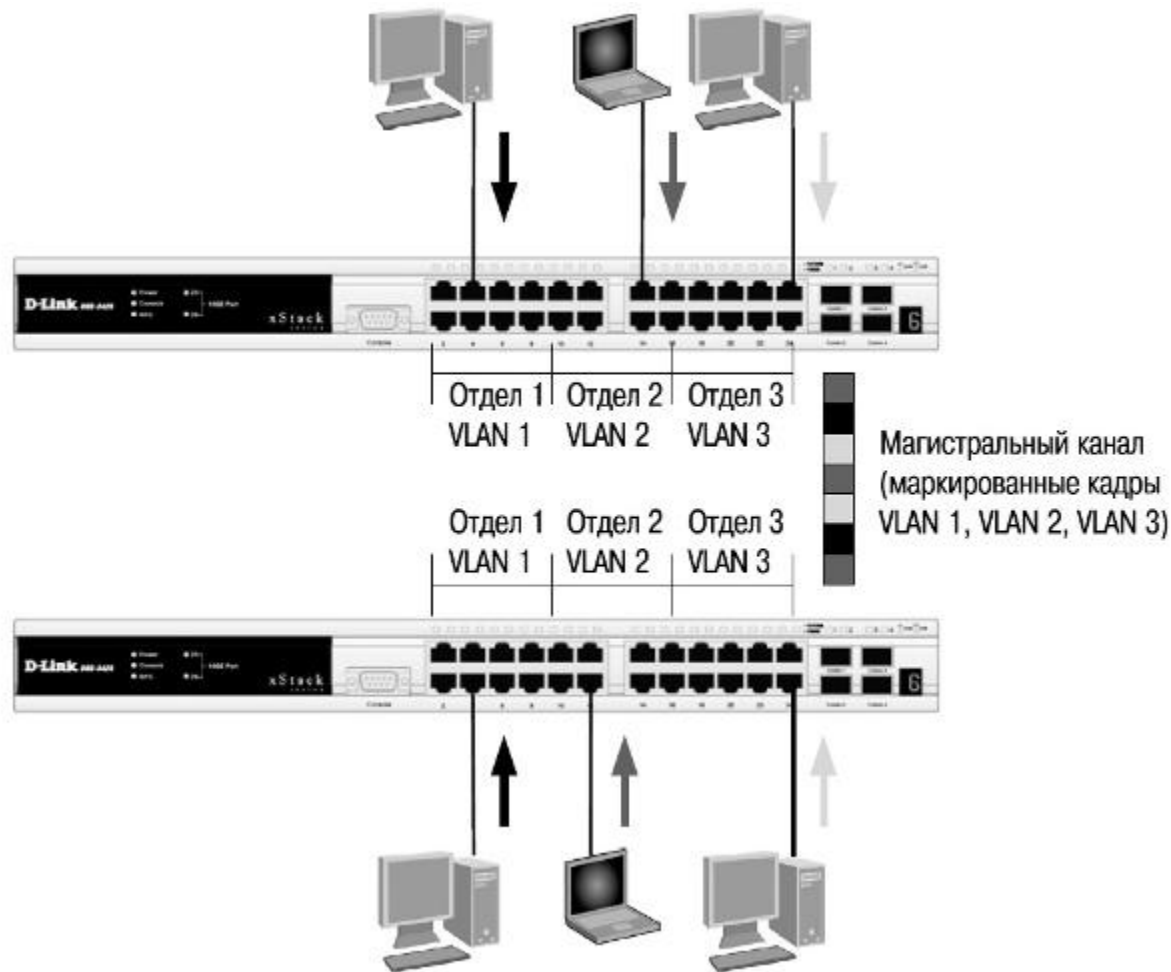 D-Link
xStack
Console
Отдел 1 Отдел 2 Отдел 3
VLAN 1 VLAN 2 VLAN 3
Магистральный канал
(маркированные кадры
VLAN 1, VLAN 2, VLAN 3)
Отдел 1 Отдел 2 Отдел 3
VLAN 1 VLAN 2 VLAN 3
D-Link
xStack
Console